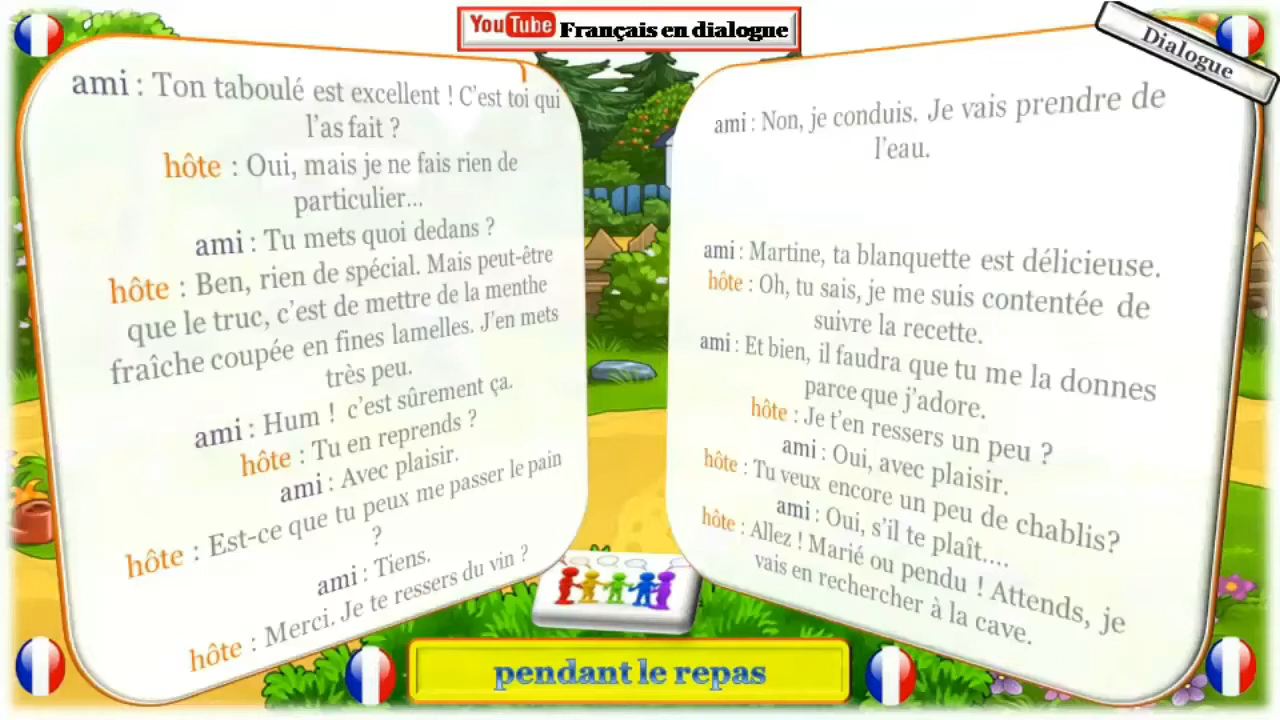 YouTube Français en dialogue
Dialogue
ami : Ton taboulé est excellent ! C'est toi qui
l'as fait ?
hôte : Oui, mais je ne fais rien de
particulier...
ami : Tu mets quoi dedans ?
hôte : Ben, rien de spécial. Mais peut-être
que le truc, c'est de mettre de la menthe
fraîche coupée en fines lamelles. J'en mets
très peu.
ami : Hum ! c'est sûrement ça.
hôte : Tu en reprends ?
ami : Avec plaisir.
hôte : Est-ce que tu peux me passer le pain
?
ami : Tiens.
hôte : Merci. Je te ressers du vin ?
ami : Non, je conduis. Je vais prendre de
l'eau.
ami : Martine, ta blanquette est délicieuse.
hôte : Oh, tu sais, je me suis contentée de
suivre la recette.
ami : Et bien, il faudra que tu me la donnes
parce que j'adore.
hôte : Je t'en ressers un peu ?
ami : Oui, avec plaisir.
hôte : Tu veux encore un peu de chablis?
ami : Oui, s'il te plaît....
hôte : Allez ! Marié ou pendu ! Attends, je
vais en rechercher à la cave.
pendant le repas